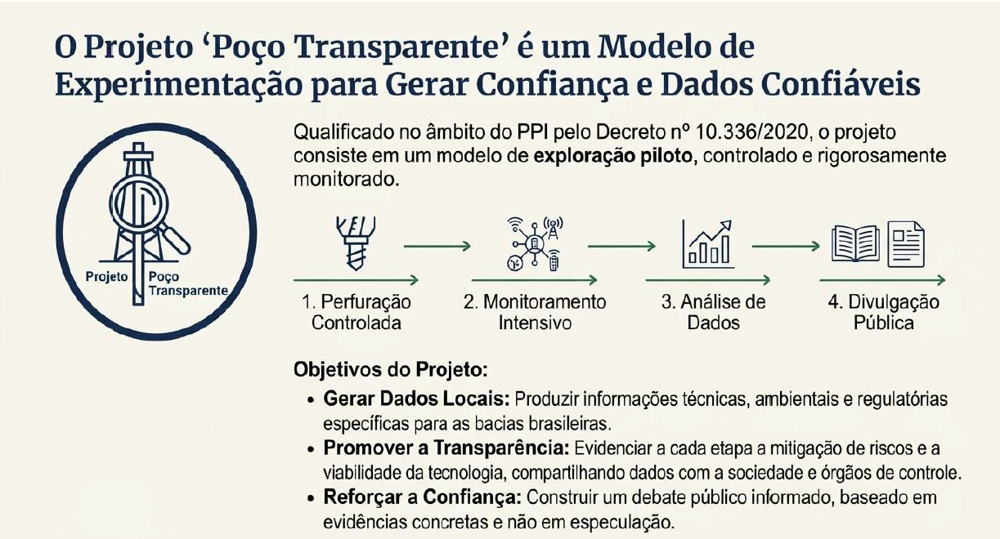 O Projeto ‘Poço Transparente’ é um Modelo de
Experimentação para Gerar Confiança e Dados Confiáveis
Projeto Poço
Transparente
Qualificado no âmbito do PPI pelo Decreto nº 10.336/2020, o projeto
consiste em um modelo de exploração piloto, controlado e rigorosamente
monitorado.
1. Perfuração
Controlada
2. Monitoramento
Intensivo
3. Análise de
Dados
4. Divulgação
Pública
Objetivos do Projeto:
• Gerar Dados Locais: Produzir informações técnicas, ambientais e regulatórias
específicas para as bacias brasileiras.
• Promover a Transparência: Evidenciar a cada etapa a mitigação de riscos e a
viabilidade da tecnologia, compartilhando dados com a sociedade e órgãos de controle.
• Reforçar a Confiança: Construir um debate público informado, baseado em
evidências concretas e não em especulação.